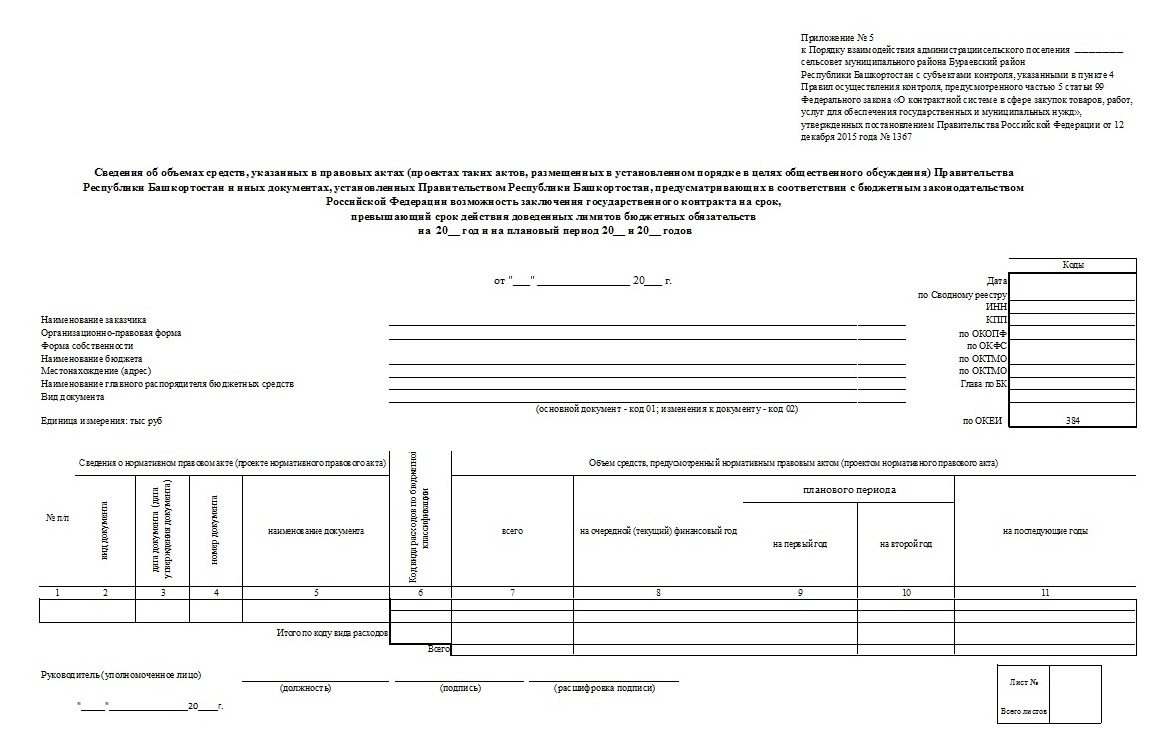 Приложение № 5
к Порядку взаимодействия администрациисельского поселения __________
сельсовет муниципального района Бураевский район
Республики Башкортостан с субъектами контроля, указанными в пункте 4
Правил осуществления контроля, предусмотренного частью 5 статьи 99
Федерального закона «О контрактной системе в сфере закупок товаров, работ,
услуг для обеспечения государственных и муниципальных нужд»,
утвержденных постановлением Правительства Российской Федерации от 12
декабря 2015 года № 1367
Сведения об объемах средств, указанных в правовых актах (проектах таких актов, размещенных в установленном порядке в целях общественного обсуждения) Правительства
Республики Башкортостан и иных документах, установленных Правительством Республики Башкортостан, предусматривающих в соответствии с бюджетным законодательством
Российской Федерации возможность заключения государственного контракта на срок,
превышающий срок действия доведенных лимитов бюджетных обязательств
на 20__ год и на плановый период 20__ и 20__ годов
Коды
от "___" _________________ 20___ г.
Дата
по Сводному реестру
ИНН
Наименование заказчика КПП
Организационно-правовая форма по ОКОПФ
Форма собственности по ОКФС
Наименование бюджета по ОКТМО
Местонахождение (адрес) по ОКТМО
Наименование главного распорядителя бюджетных средств Глава по БК
Вид документа
(основной документ - код 01; изменения к документу - код 02)
Единица измерения: тыс руб по ОКЕИ 384
№ п/п
Сведения о нормативном правовом акте (проекте нормативного правового акта)
вид документа
дата документа (дата
утверждения документа)
номер документа
наименование документа
Код вида расходов по бюджетной
классификации
Объем средств, предусмотренный нормативным правовым актом (проектом нормативного правового акта)
всего
на очередной (текущий) финансовый год
планового периода
на первый год
на второй год
на последующие годы
1 2 3 4 5 6 7 8 9 10 11
Итого по коду вида расходов
Всего
Руководитель (уполномоченное лицо)
(должность) (подпись) (расшифровка подписи)
"_____"_________________20____г.
Лист №
Всего листов